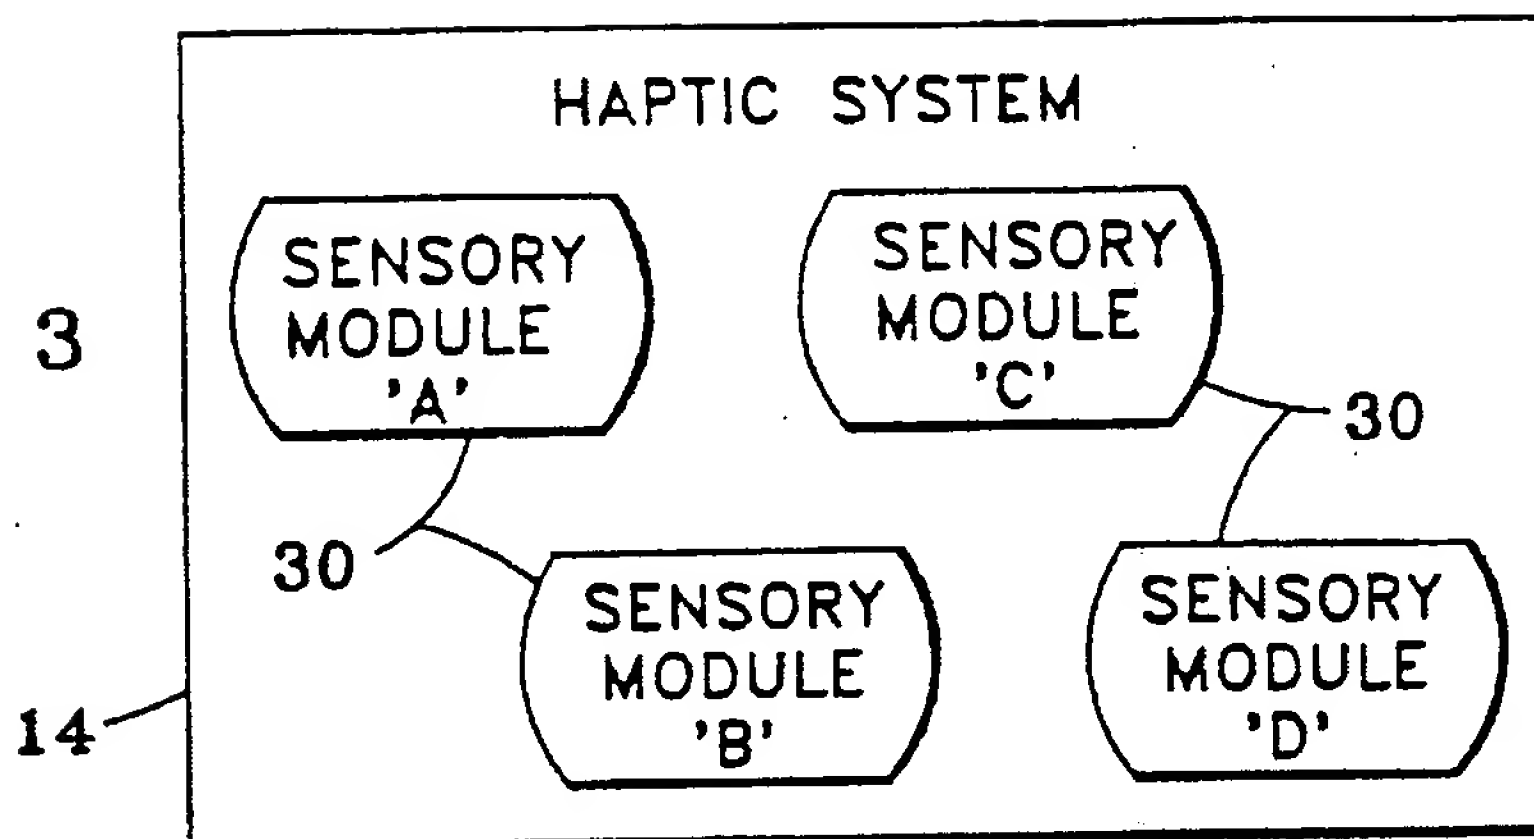 HAPTIC SYSTEM
SENSORY
MODULE
'A'
SENSORY
MODULE
'C'
3
30
30
SENSORY
MODULE
'B'
SENSORY
MODULE
'D'
14